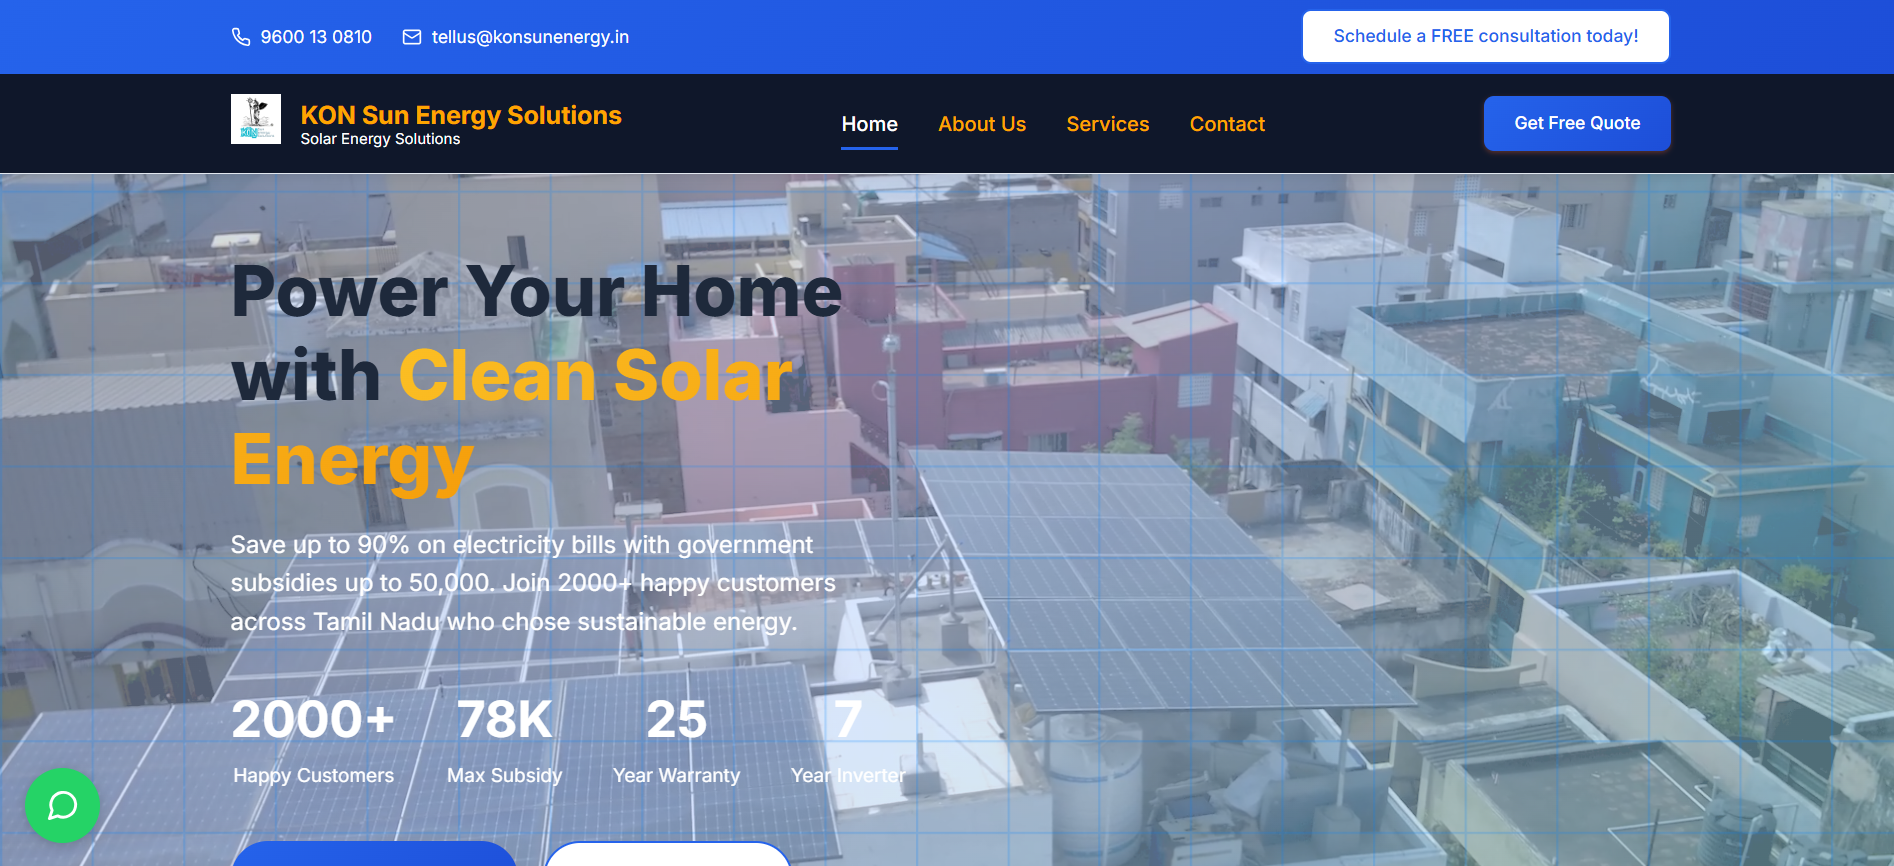 9600 13 0810
tellus@konsunenergy.in
Schedule a FREE consultation today!
KON Sun Energy Solutions
Solar Energy Solutions
Home
About Us
Services
Contact
Get Free Quote
Power Your Home
with Clean Solar
Energy
Save up to 90% on electricity bills with government
subsidies up to 50,000. Join 2000+ happy customers
across Tamil Nadu who chose sustainable energy.
2000+
78K
25
7
Happy Customers
Max Subsidy
Year Warranty
Year Inverter